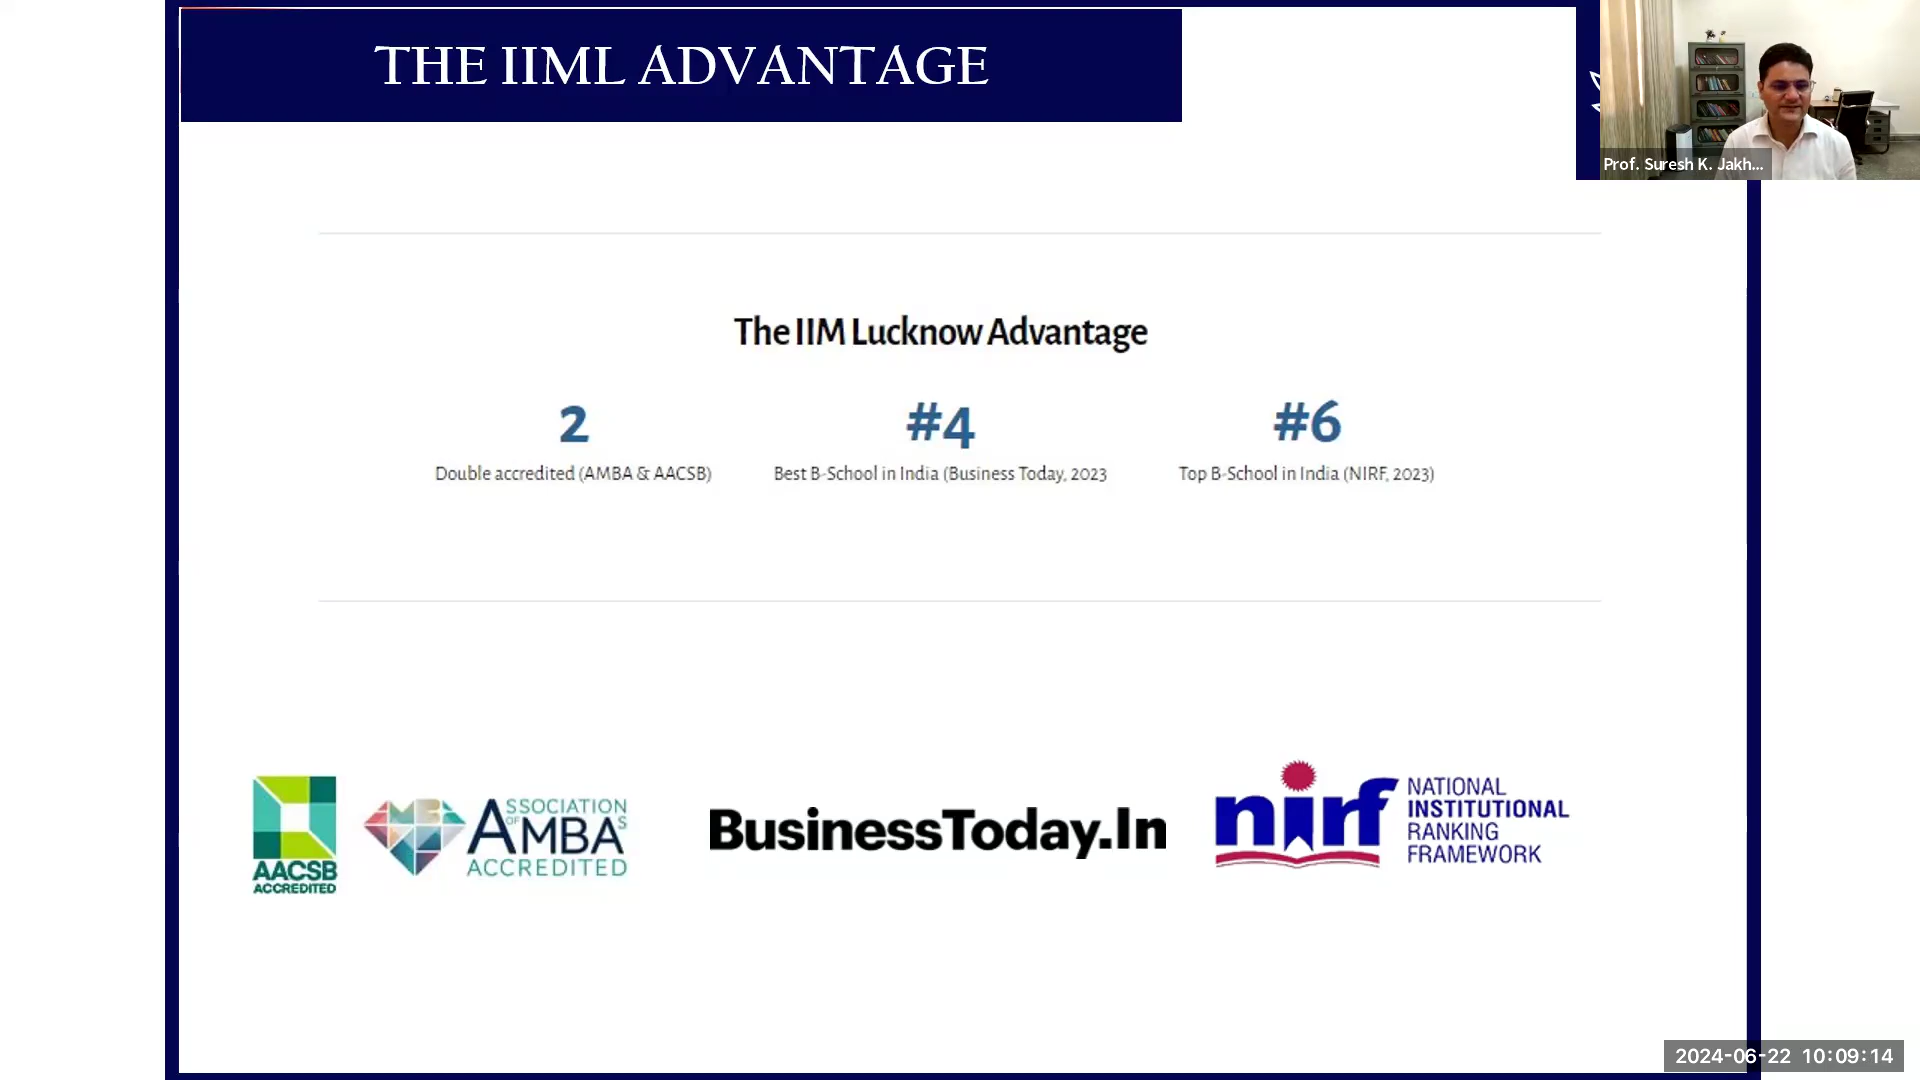 THE IIML ADVANTAGE
Prof. Suresh K. Jakh...
The IIM Lucknow Advantage
2
#4
#6
Double accredited (AMBA & AACSB)
Best B-School in India (Business Today, 2023
Top B-School in India (NIRF, 2023)
AACSB
ACCREDITED
ASSOCIATION
OF
AMBAs
ACCREDITED
BusinessToday.In
nirf
NATIONAL
INSTITUTIONAL
RANKING
FRAMEWORK
2024-06-22 10:09:14